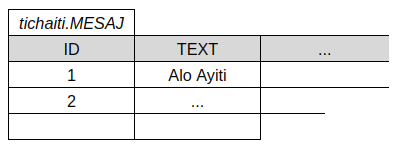 tichaiti.MESAJ
ID TEXT ...
1 Alo Ayiti
2 ...